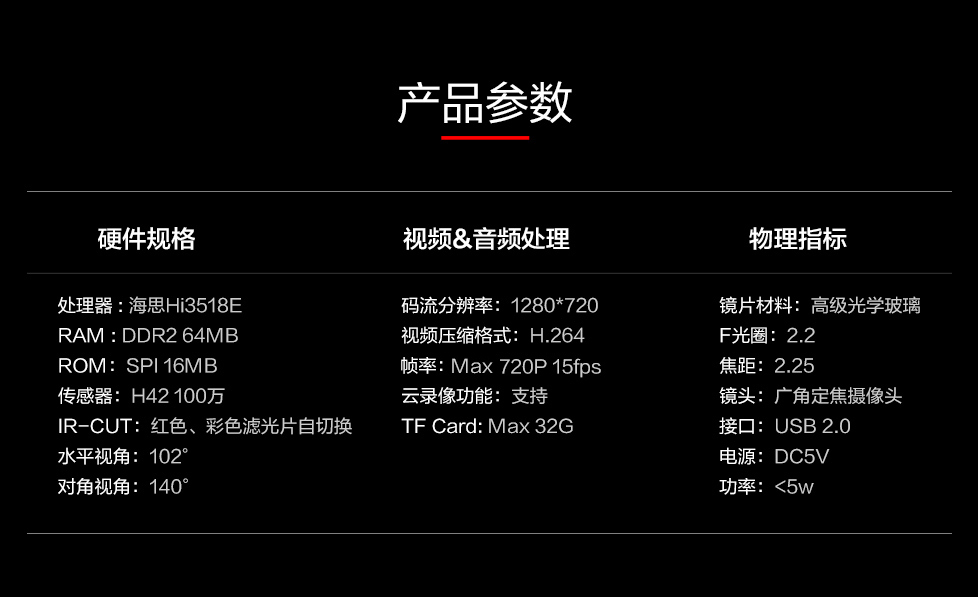 产品参数
硬件规格
处理器：海思Hi3518E
RAM：DDR2 64MB
ROM：SPI 16MB
传感器：H42 100万
IR-CUT：红色、彩色滤光片自切换
水平视角：102°
对角视角：140°
视频&音频处理
码流分辨率：1280*720
视频压缩格式：H.264
帧率：Max 720P 15fps
云录像功能：支持
TF Card: Max 32G
物理指标
镜片材料：高级光学玻璃
F光圈：2.2
焦距：2.25
镜头：广角定焦摄像头
接口：USB 2.0
电源：DC5V
功率：<5w